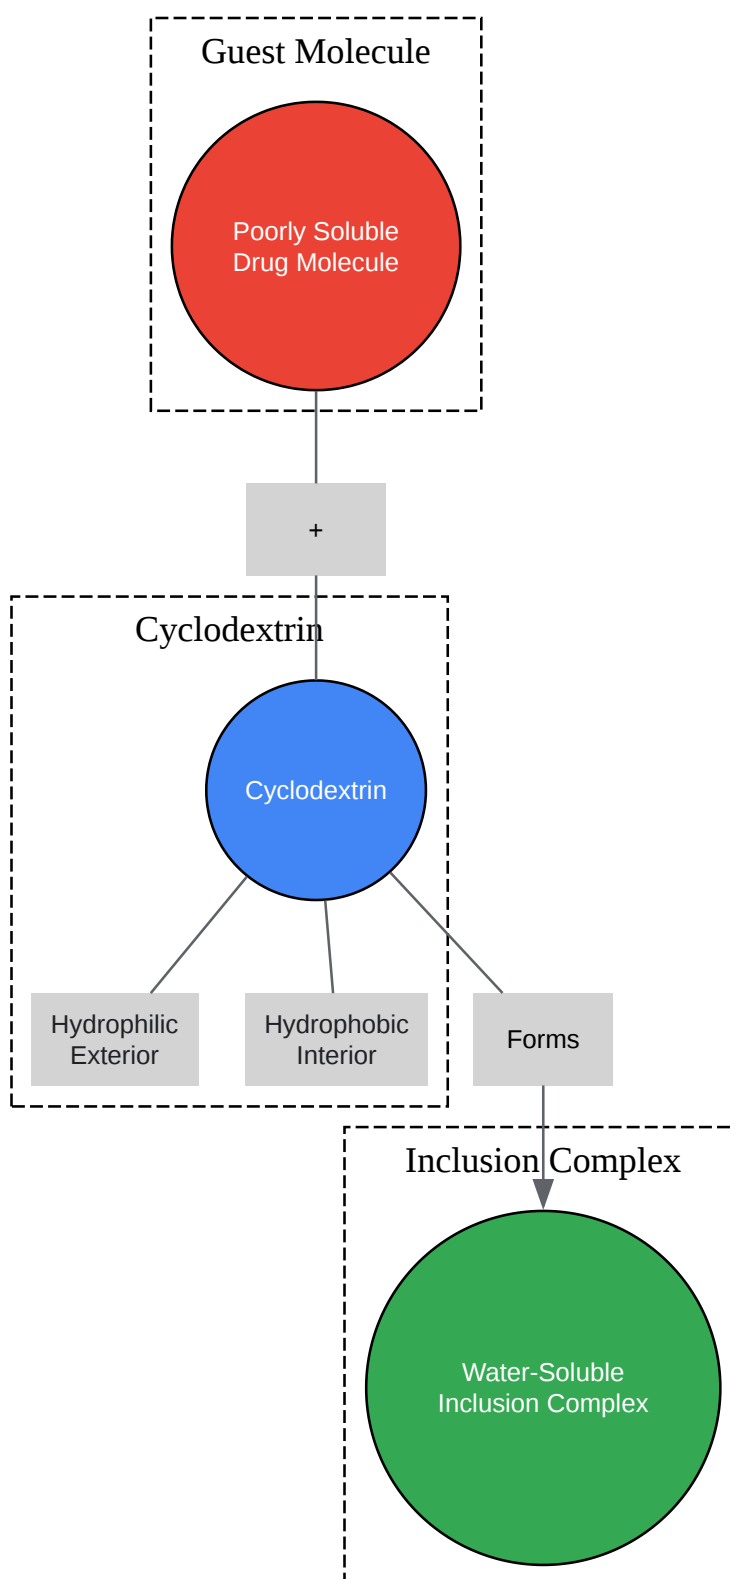 Guest Molecule
Poorly Soluble
Drug Molecule
+
Cyclodextrin
Cyclodextrin
Hydrophilic
Exterior
Hydrophobic
Interior
Forms
Inclusion Complex
Water-Soluble
Inclusion Complex